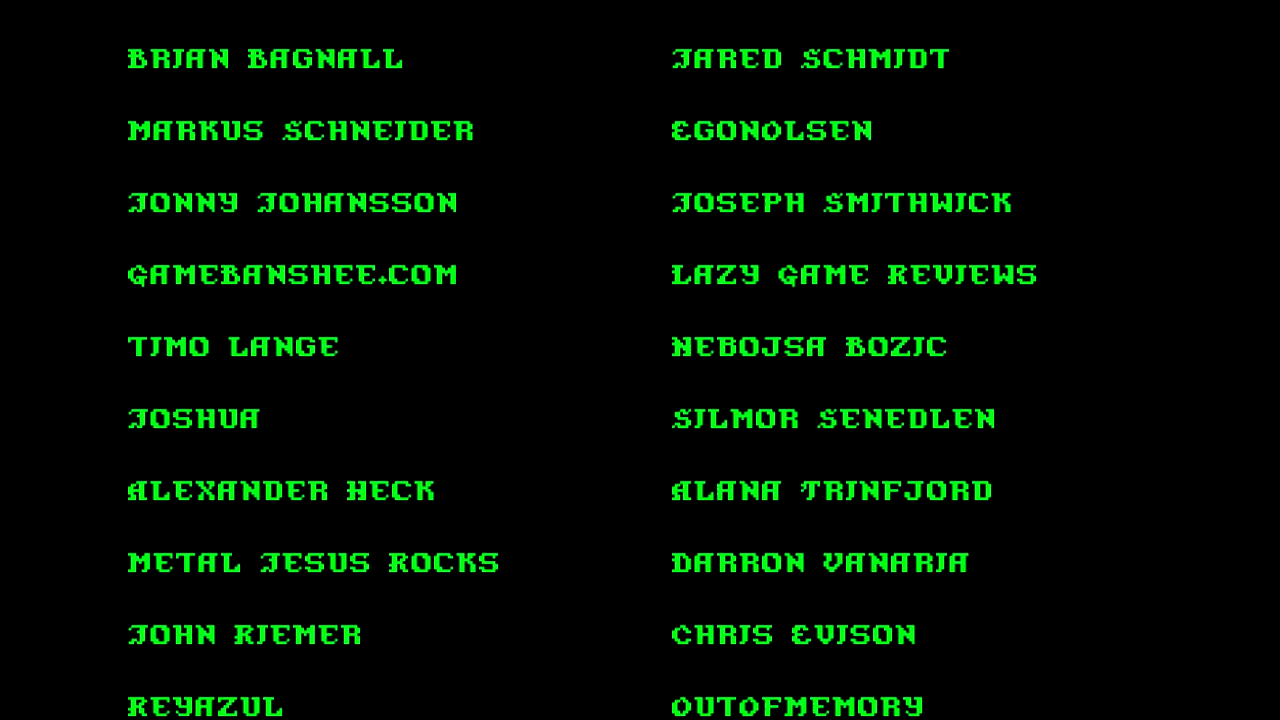 BRIAN BAGNALL JARED SCHMIDT
MARKUS SCHNEIDER EGONOLSEN
JONNY JOHANSSON JOSEPH SMITHWICK
GAMEBANSHEE.COM LAZY GAME REVIEWS
TIMO LANGE NEBOJSA BOZIC
JOSHUA SILMOR SENEDLEN
ALEXANDER HECK ALANA TRINFJORD
METAL JESUS ROCKS DARRON VANARIA
JOHN RIEMER CHRIS EVISON
REYAZUL OUTOFMEMORY